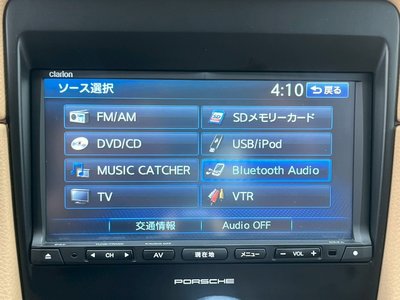 Clarion
ソース選択
4:10
戻る
FM/AM
SDメモリーカード
DVD/CD
USB/iPod
MUSIC CATCHER
Bluetooth Audio
TV
VTR
交通情報
Audio OFF
CH
AV
現在地
メニュー
− VOL +
PORSCHE